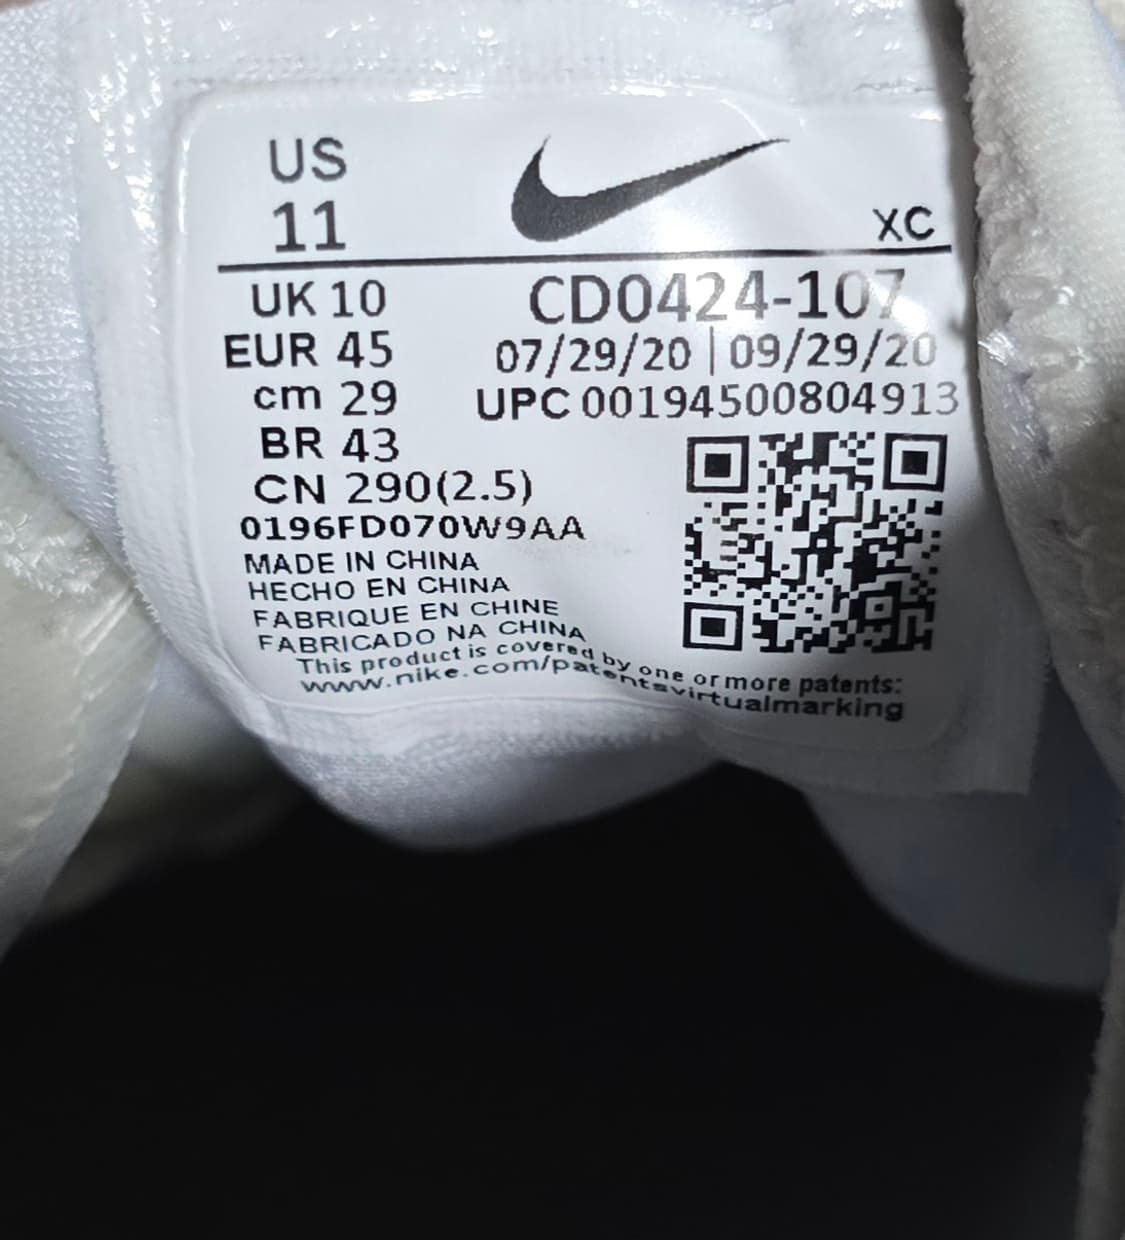 US
11
XC
UK 10
CD0424-107
EUR 45
07/29/20 | 09/29/20
cm 29
UPC 00194500804913
BR 43
CN 290(2.5)
0196FD070W9AA
MADE IN CHINA
HECHO EN CHINA
FABRIQUE EN CHINE
FABRICADO NA CHINA
This product is covered by one or more patents:
www.nike.com/patentsvirtualmarking